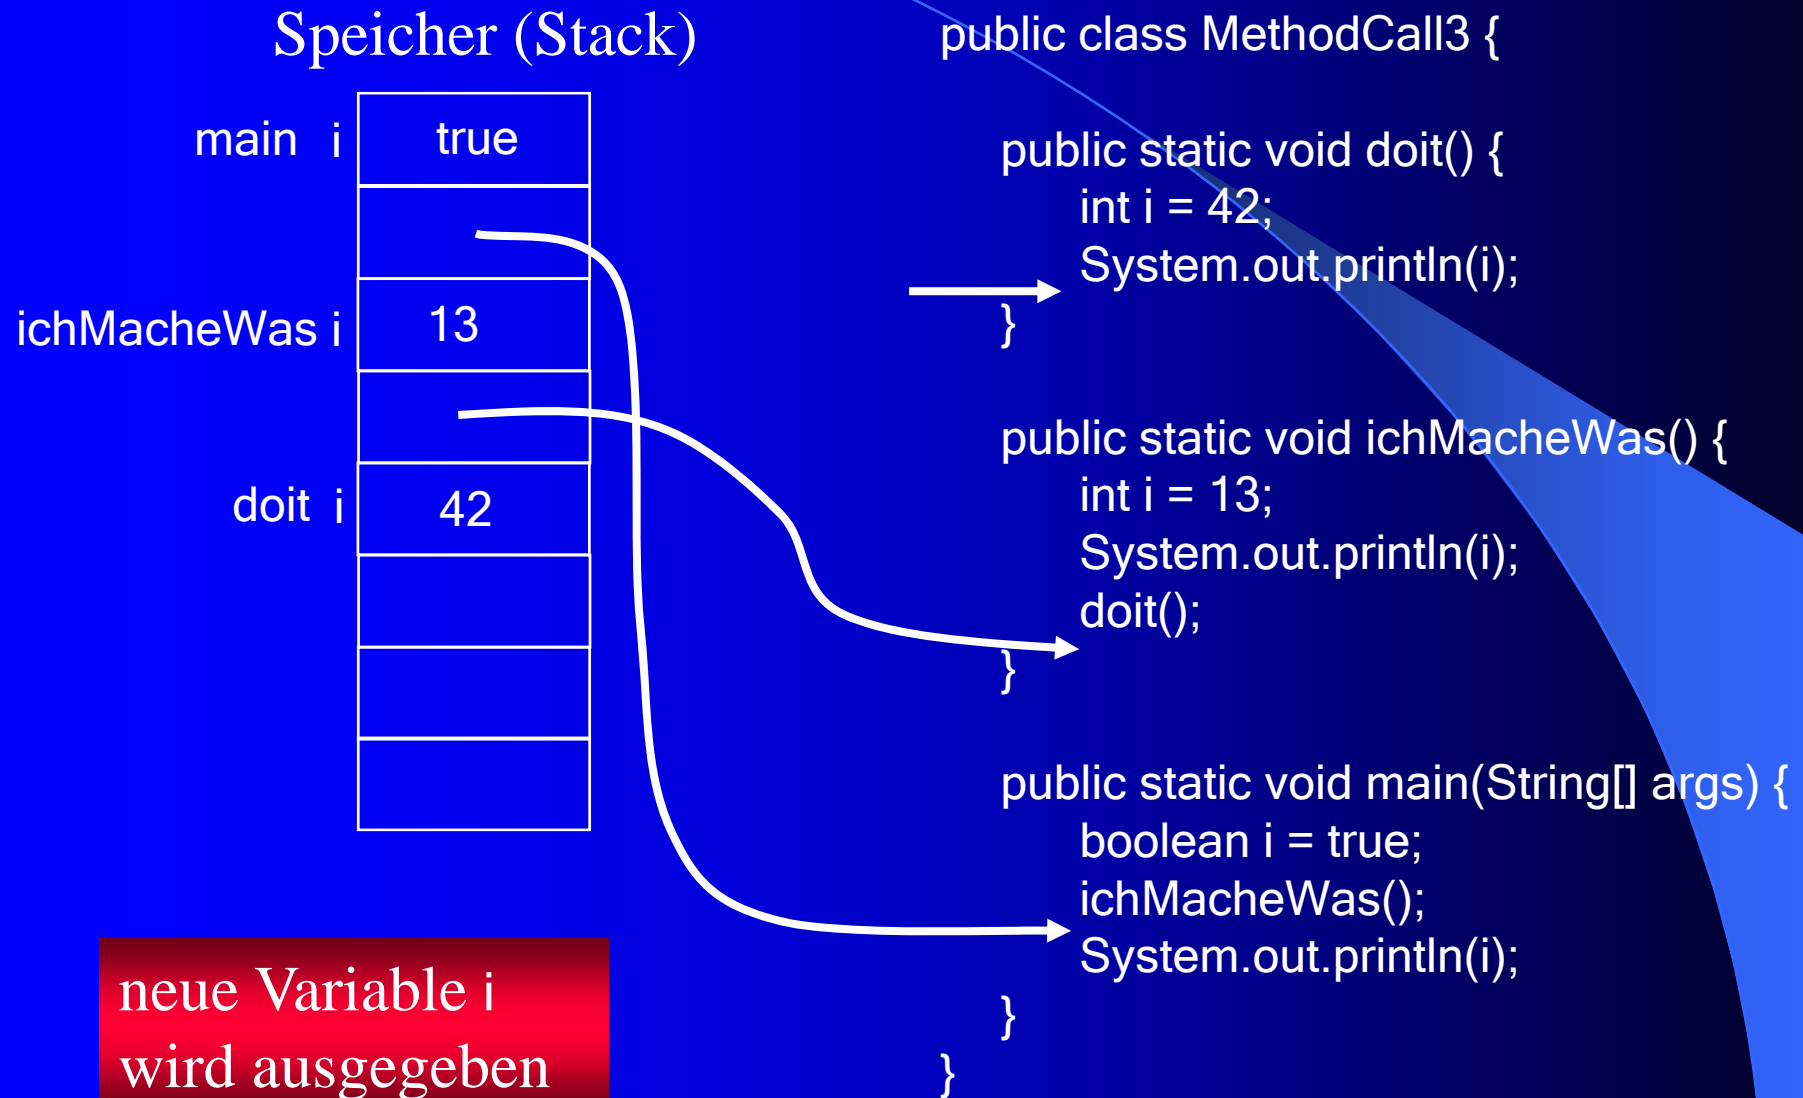 Speicher (Stack)
main i true
ichMacheWas i 13
doit i 42
neue Variable i
wird ausgegeben
public class MethodCall3 {
public static void doit() {
int i = 42;
System.out.println(i);
}
public static void ichMacheWas() {
int i = 13;
System.out.println(i);
doit();
}
public static void main(String[] args) {
boolean i = true;
ichMacheWas();
System.out.println(i);
}
}